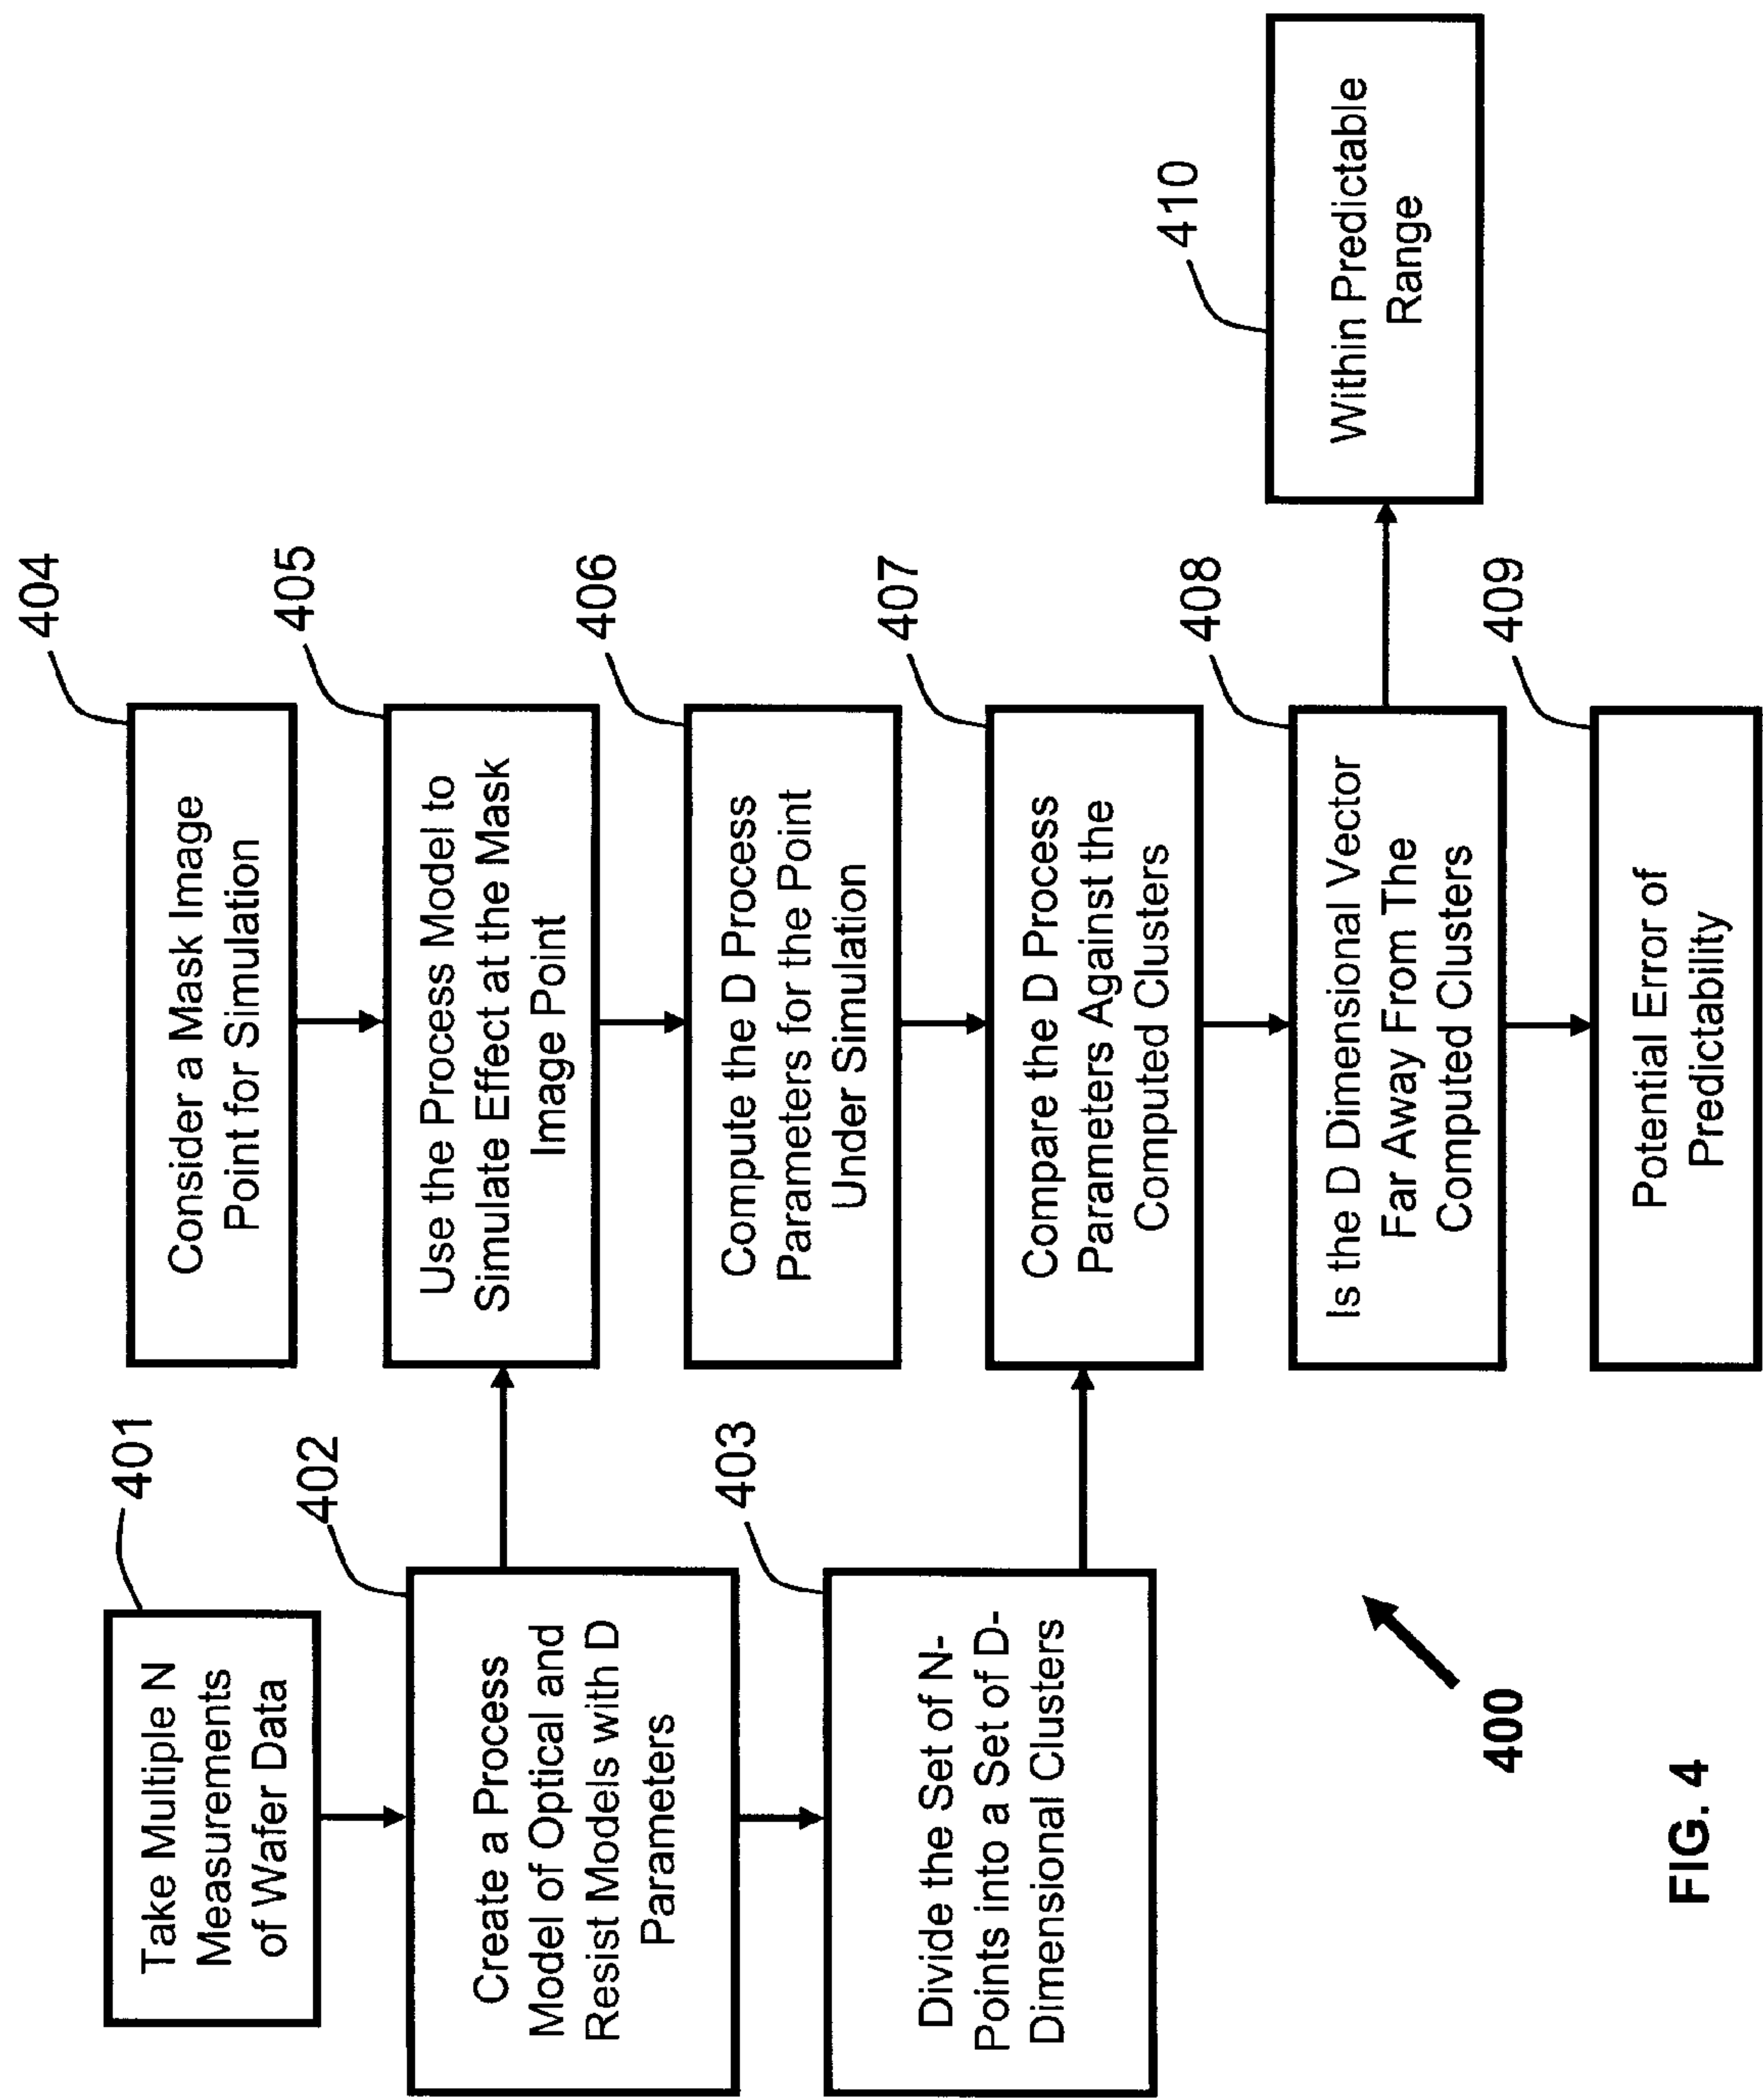 401
Take Multiple N
Measurements
of Wafer Data
402
Create a Process
Model of Optical and
Resist Models with D
Parameters
403
Divide the Set of N-
Points into a Set of D-
Dimensional Clusters
404
Consider a Mask Image
Point for Simulation
405
Use the Process Model to
Simulate Effect at the Mask
Image Point
406
Compute the D Process
Parameters for the Point
Under Simulation
407
Compare the D Process
Parameters Against the
Computed Clusters
408
Is the D Dimensional Vector
Far Away From The
Computed Clusters
409
Potential Error of
Predictability
410
Within Predictable
Range
400
FIG. 4